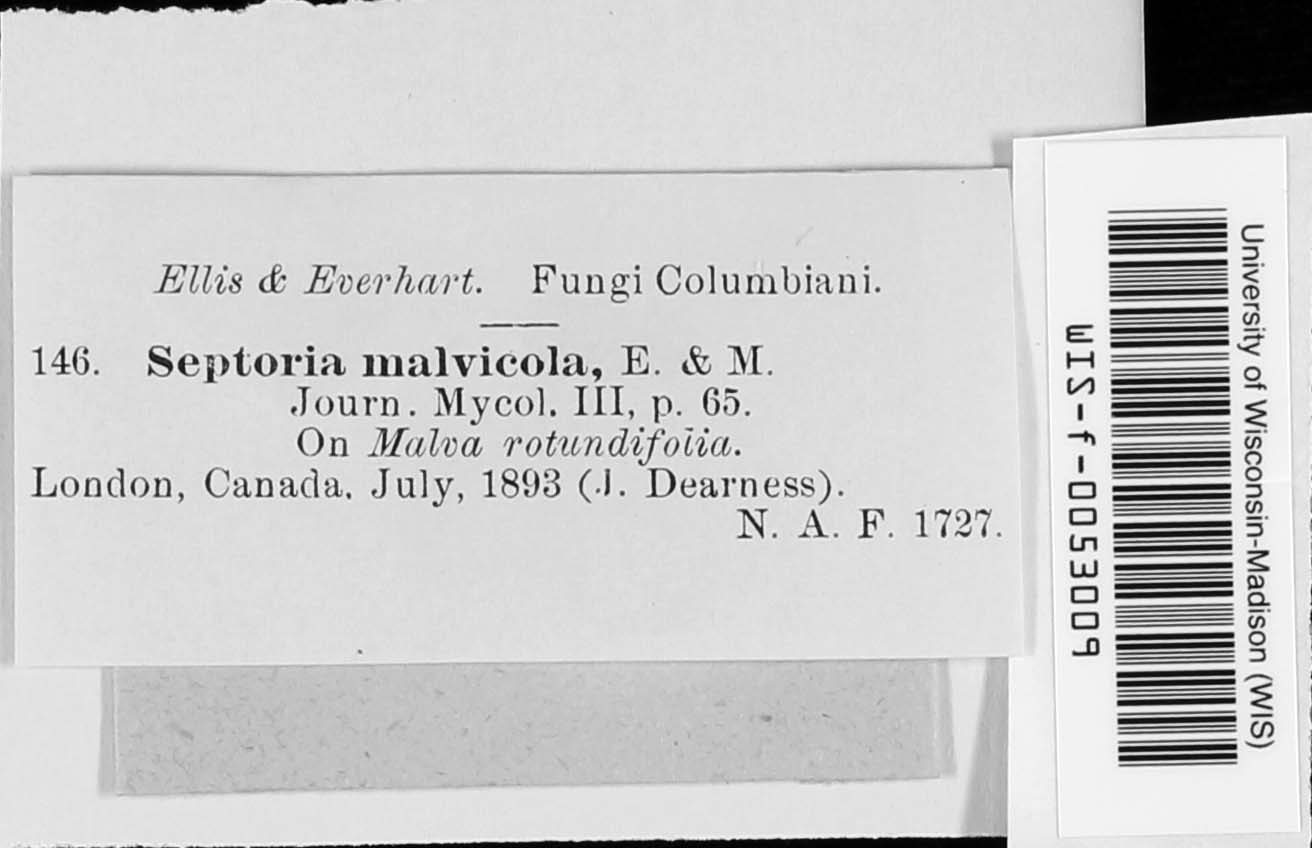 Ellis & Everhart. Fungi Columbiani.
146. Septoria malvicola, E. & M.
Journ. Mycol. III, p. 65.
On Malva rotundifolia.
London, Canada. July, 1893 (J. Dearness).
N. A. F. 1727.
University of Wisconsin-Madison (WIS)
WIS-f-0053009